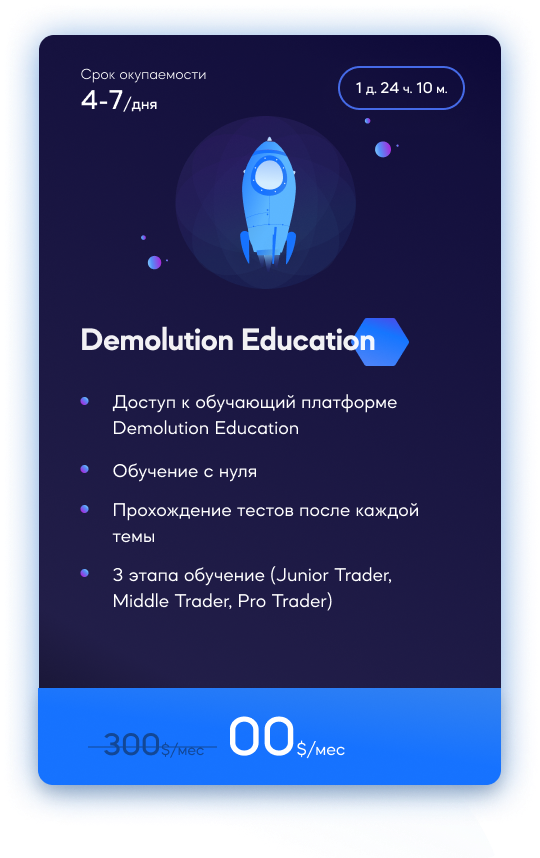 Срок окупаемости
4-7/дня
1 д. 24 ч. 10 м.
Demolution Education
Доступ к обучающий платформе
Demolution Education
Обучение с нуля
Прохождение тестов после каждой
темы
3 этапа обучение (Junior Trader,
Middle Trader, Pro Trader)
300$/мес 00$/мес